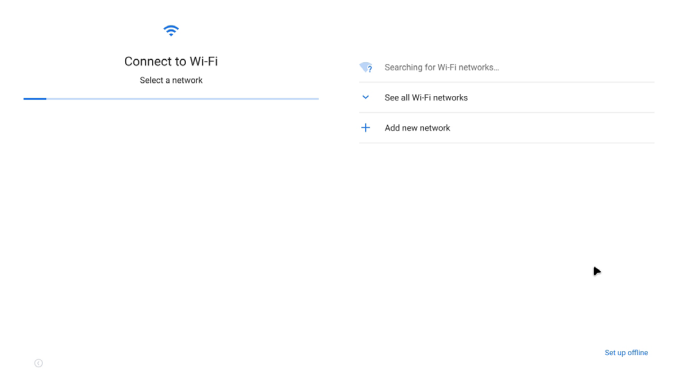 Connect to Wi-Fi
Select a network
Searching for Wi-Fi networks…
See all Wi-Fi networks
Add new network
Set up offline